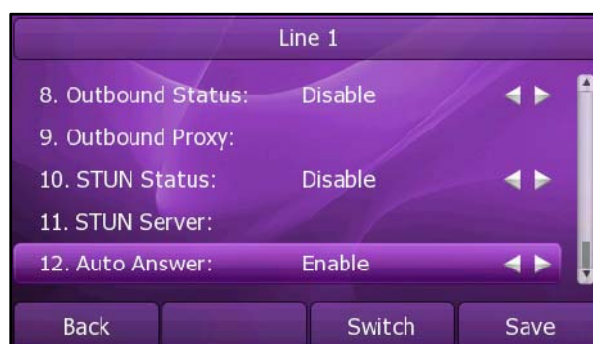 Line 1
8. Outbound Status: Disable
9. Outbound Proxy:
10. STUN Status: Disable
11. STUN Server:
12. Auto Answer: Enable
Back Switch Save